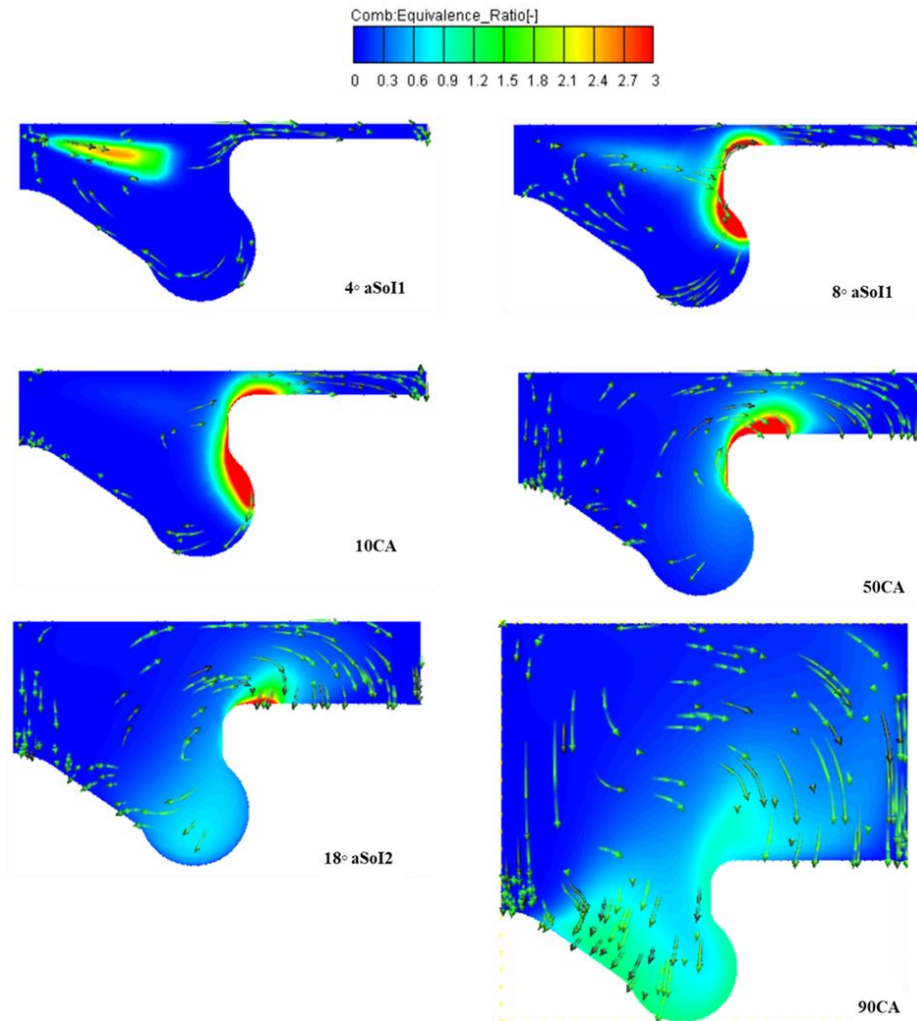 Comb:Equivalence_Ratio[-]
0 0.3 0.6 0.9 1.2 1.5 1.8 2.1 2.4 2.7 3
4◦ aSoI1
8◦ aSoI1
10CA
50CA
18◦ aSoI2
90CA